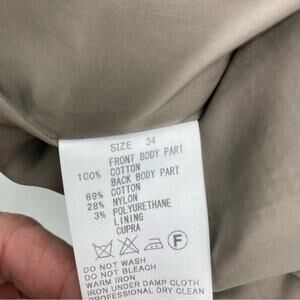 SIZE 34
FRONT BODY PART
100% COTTON
BACK BODY PART
69% COTTON
28% NYLON
3% POLYURETHANE
LINING
CUPRA
F
DO NOT WASH
DO NOT BLEACH
WARM IRON
IRON UNDER DAMP CLOTH
PROFESSIONAL DRY CLEAN